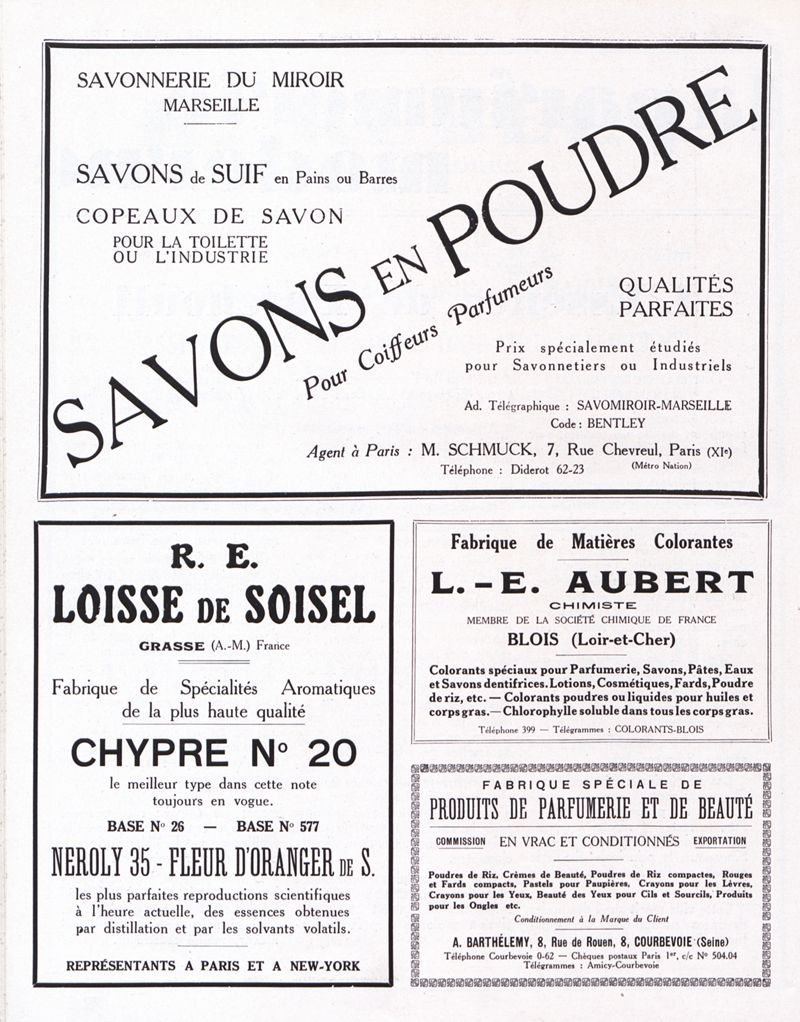 SAVONNERIE DU MIROIR
MARSEILLE
SAVONS de SUIF en Pains ou Barres
COPEAUX DE SAVON
POUR LA TOILETTE
OU L'INDUSTRIE
SAVONS EN POUDRE
Pour Coiffeurs Parfumeurs
QUALITÉS
PARFAITES
Prix spécialement étudiés
pour Savonnetiers ou Industriels
Ad. Télégraphique : SAVOMIROIR-MARSEILLE
Code : BENTLEY
Agent à Paris : M. SCHMUCK, 7, Rue Chevreul, Paris (XIe)
Téléphone : Diderot 62-23 (Métro Nation)
R. E.
LOISSE DE SOISEL
GRASSE (A.-M.) France
Fabrique de Spécialités Aromatiques
de la plus haute qualité
CHYPRE No 20
le meilleur type dans cette note
toujours en vogue.
BASE No 26 — BASE No 577
NEROLY 35 - FLEUR D'ORANGER DE S.
les plus parfaites reproductions scientifiques
à l'heure actuelle, des essences obtenues
par distillation et par les solvants volatils.
REPRÉSENTANTS A PARIS ET A NEW-YORK
Fabrique de Matières Colorantes
L.-E. AUBERT
CHIMISTE
MEMBRE DE LA SOCIÉTÉ CHIMIQUE DE FRANCE
BLOIS (Loir-et-Cher)
Colorants spéciaux pour Parfumerie, Savons, Pâtes, Eaux
et Savons dentifrices. Lotions, Cosmétiques, Fards, Poudre
de riz, etc. — Colorants poudres ou liquides pour huiles et
corps gras. — Chlorophylle soluble dans tous les corps gras.
Téléphone 399 — Télégrammes : COLORANTS-BLOIS
FABRIQUE SPÉCIALE DE
PRODUITS DE PARFUMERIE ET DE BEAUTÉ
COMMISSION EN VRAC ET CONDITIONNÉS EXPORTATION
Poudres de Riz, Crèmes de Beauté, Poudres de Riz compactes, Rouges
et Fards compacts, Pastels pour Paupières, Crayons pour les Lèvres,
Crayons pour les Yeux, Beauté des Yeux pour Cils et Sourcils, Produits
pour les Ongles etc.
Conditionnement à la Marque du Client
A. BARTHÉLEMY, 8, Rue de Rouen, 8, COURBEVOIE (Seine)
Téléphone Courbevoie 0-62 — Chèques postaux Paris 1er, c/c No 504.04
Télégrammes : Amicy-Courbevoie